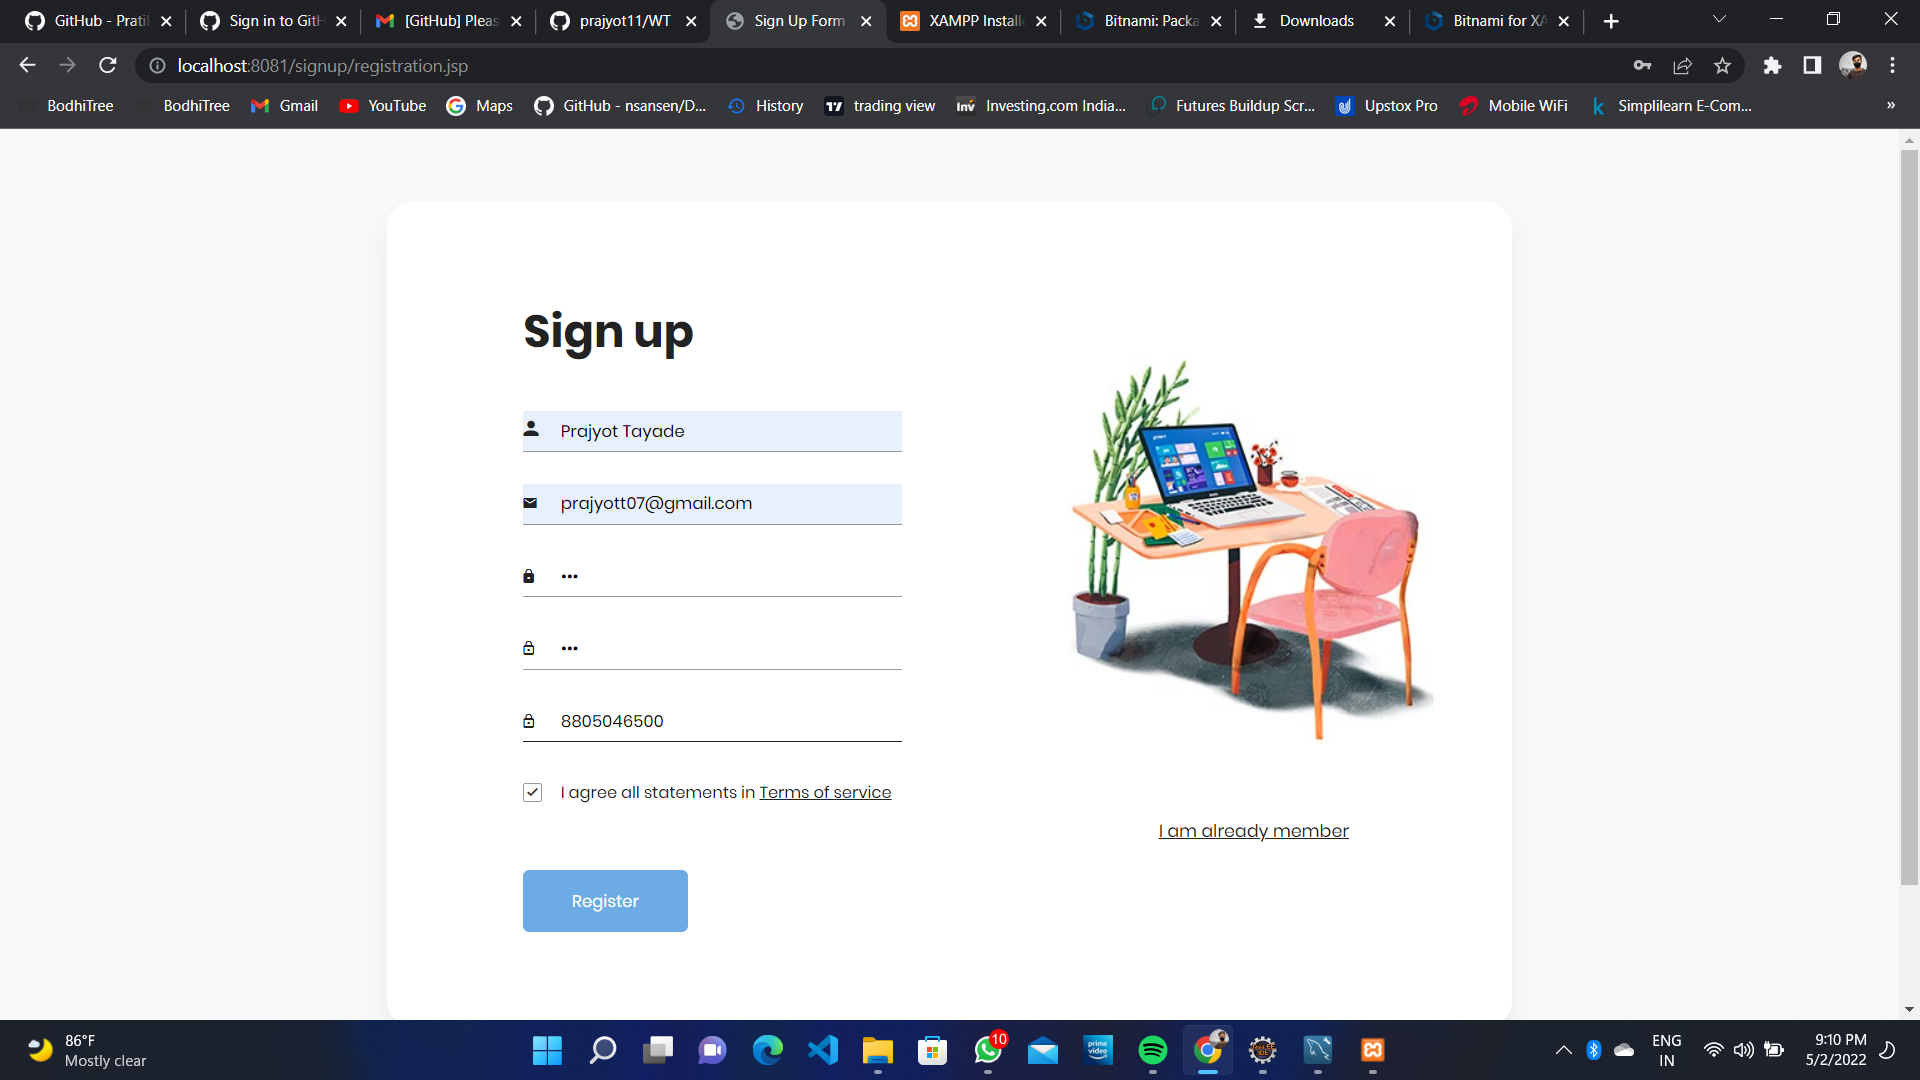 GitHub - Prati
Sign in to GitH
[GitHub] Pleas
prajyot11/WT
Sign Up Form
XAMPP Installe
Bitnami: Packa
Downloads
Bitnami for XA
localhost:8081/signup/registration.jsp
BodhiTree
BodhiTree
Gmail
YouTube
Maps
GitHub - nsansen/D...
History
trading view
Investing.com India...
Futures Buildup Scr...
Upstox Pro
Mobile WiFi
Simplilearn E-Com...
»
Sign up
Prajyot Tayade
prajyott07@gmail.com
•••
•••
8805046500
I agree all statements in Terms of service
I am already member
Register
86°F
Mostly clear
10
prime video
ENG
IN
9:10 PM
5/2/2022